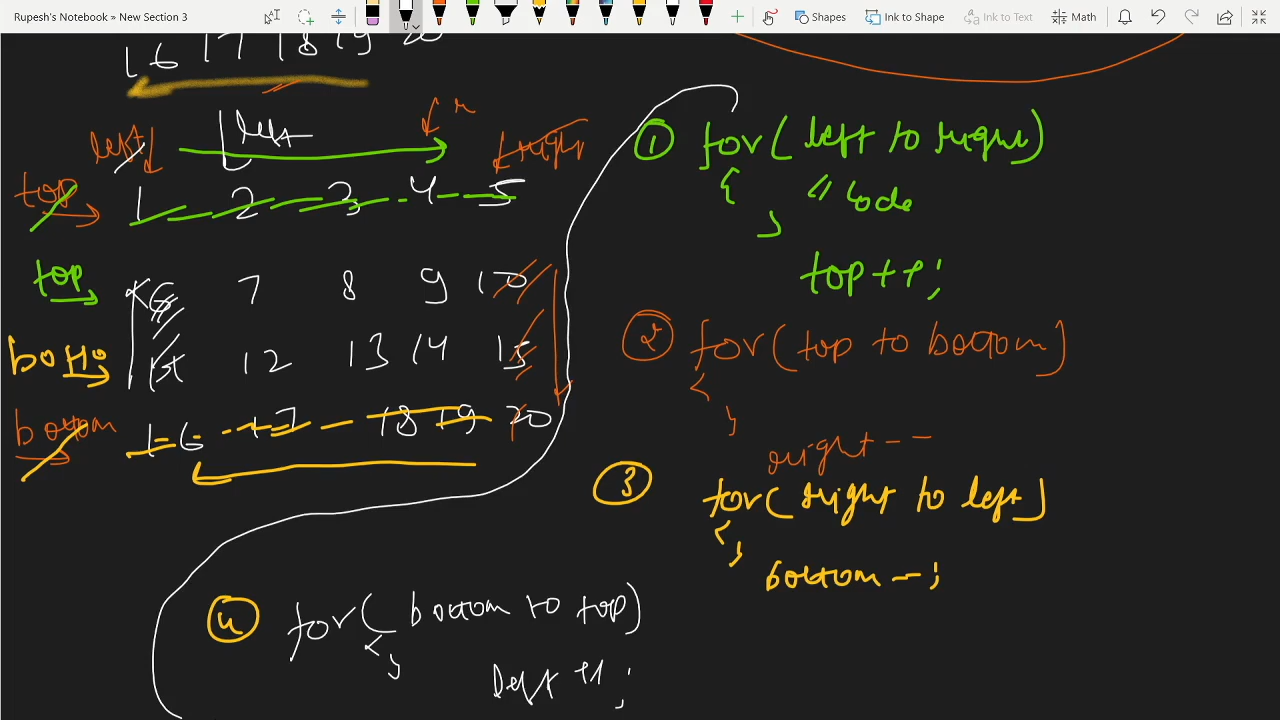 Rupesh's Notebook » New Section 3
Shapes Ink to Shape Ink to Text Math
16 17 18 19 20
left left r right
top 1 2 3 4 5
top 6 7 8 9 10
botto 12 13 14 15
bottom 16 17 18 19 20
① for( left to right)
{ // Code
}
top++;
② for( top to bottom)
{
}
right--
③ for( right to left)
{
}
bottom--;
④ for( bottom to top)
{
}
left++;